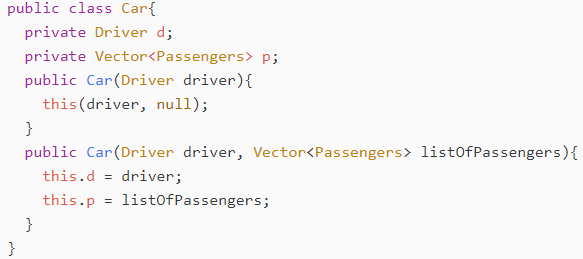 public class Car{
  private Driver d;
  private Vector<Passengers> p;
  public Car(Driver driver){
    this(driver, null);
  }
  public Car(Driver driver, Vector<Passengers> listOfPassengers){
    this.d = driver;
    this.p = listOfPassengers;
  }
}